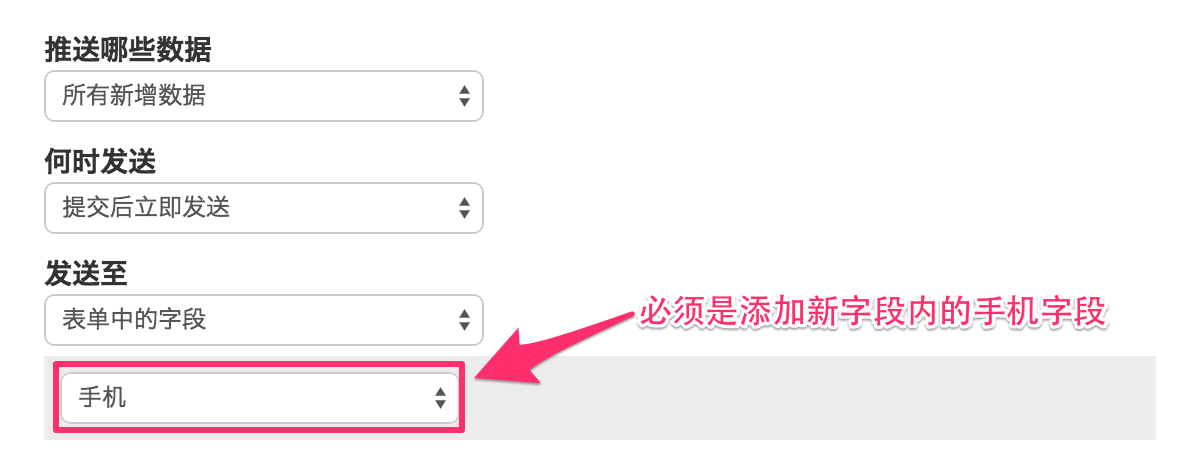 推送哪些数据
所有新增数据
何时发送
提交后立即发送
发送至
表单中的字段
必须是添加新字段内的手机字段
手机